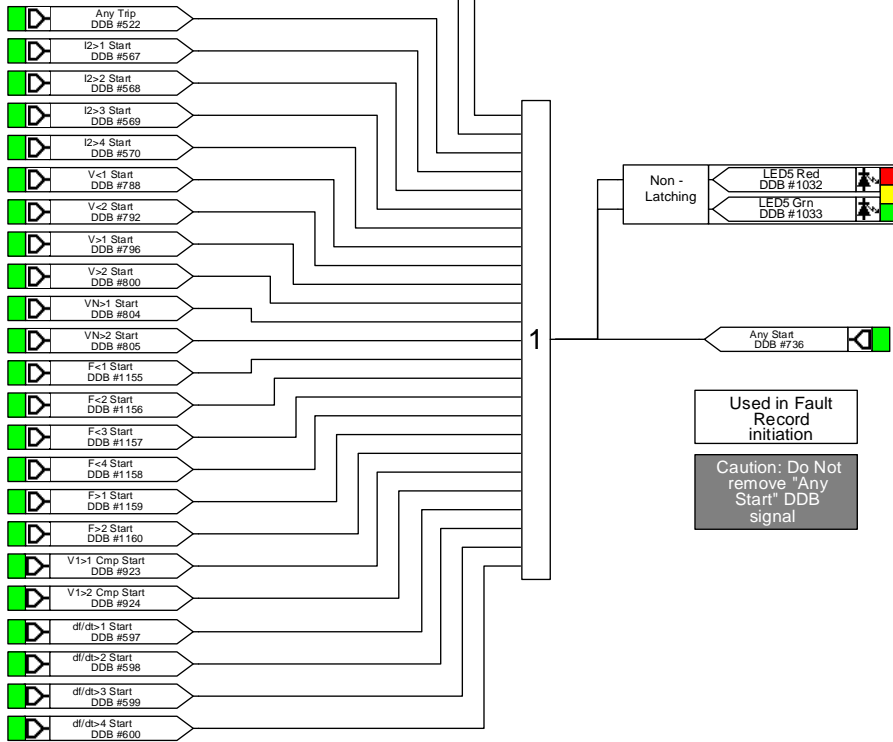 Any Trip
DDB #522
I2>1 Start
DDB #567
I2>2 Start
DDB #568
I2>3 Start
DDB #569
I2>4 Start
DDB #570
V<1 Start
DDB #788
V<2 Start
DDB #792
V>1 Start
DDB #796
V>2 Start
DDB #800
VN>1 Start
DDB #804
VN>2 Start
DDB #805
F<1 Start
DDB #1155
F<2 Start
DDB #1156
F<3 Start
DDB #1157
F<4 Start
DDB #1158
F>1 Start
DDB #1159
F>2 Start
DDB #1160
V1>1 Cmp Start
DDB #923
V1>2 Cmp Start
DDB #924
df/dt>1 Start
DDB #597
df/dt>2 Start
DDB #598
df/dt>3 Start
DDB #599
df/dt>4 Start
DDB #600
1
Non -
Latching
LED5 Red
DDB #1032
LED5 Grn
DDB #1033
Any Start
DDB #736
Used in Fault
Record
initiation
Caution: Do Not
remove "Any
Start" DDB
signal